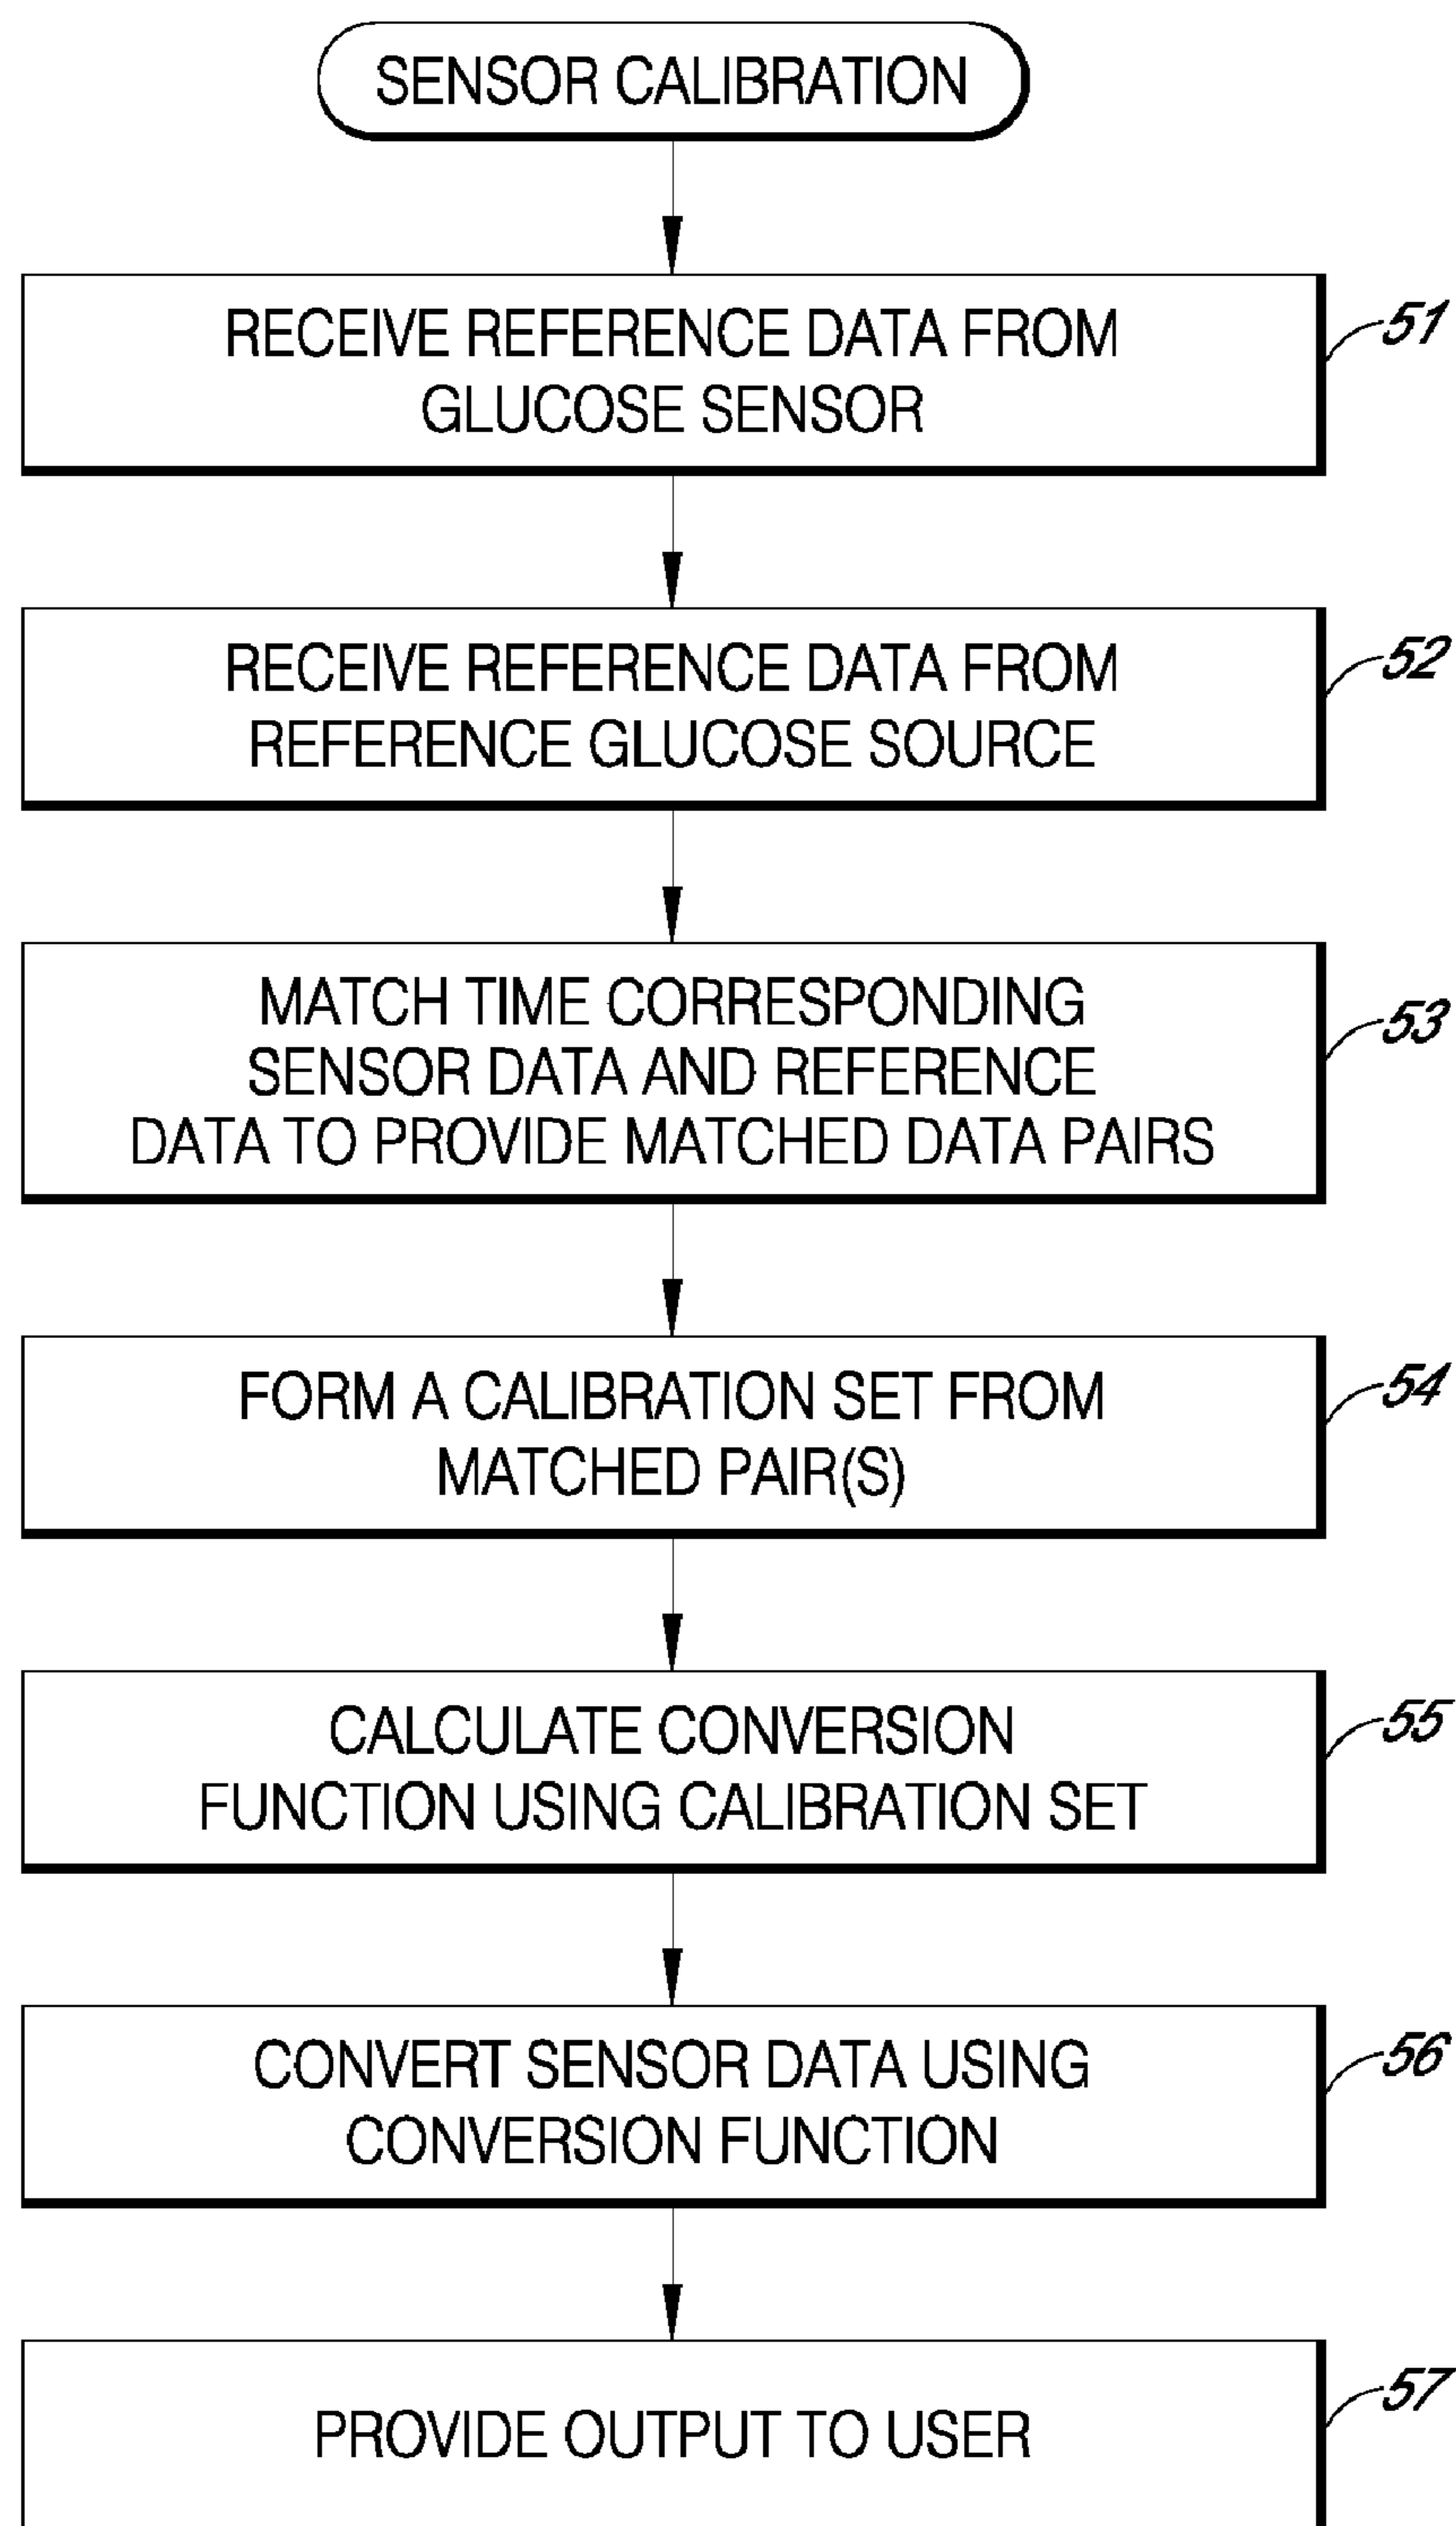 SENSOR CALIBRATION
RECEIVE REFERENCE DATA FROM
GLUCOSE SENSOR
51
RECEIVE REFERENCE DATA FROM
REFERENCE GLUCOSE SOURCE
52
MATCH TIME CORRESPONDING
SENSOR DATA AND REFERENCE
DATA TO PROVIDE MATCHED DATA PAIRS
53
FORM A CALIBRATION SET FROM
MATCHED PAIR(S)
54
CALCULATE CONVERSION
FUNCTION USING CALIBRATION SET
55
CONVERT SENSOR DATA USING
CONVERSION FUNCTION
56
PROVIDE OUTPUT TO USER
57